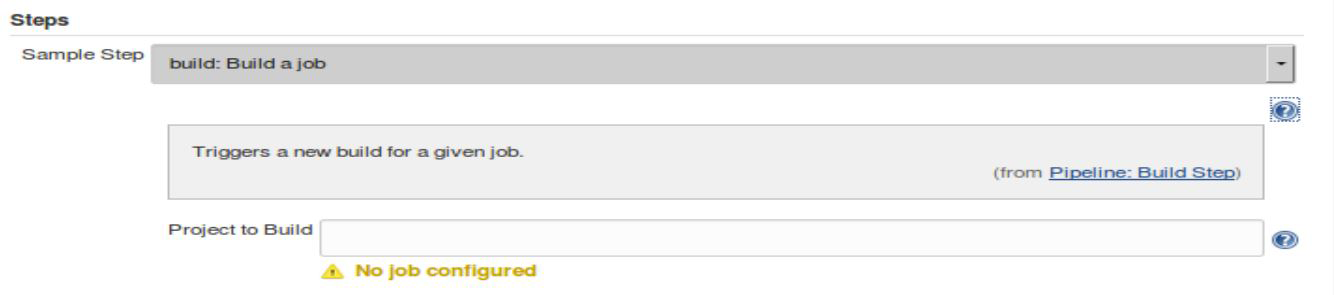 Steps
Sample Step build: Build a job
Triggers a new build for a given job.
(from Pipeline: Build Step)
Project to Build
No job configured